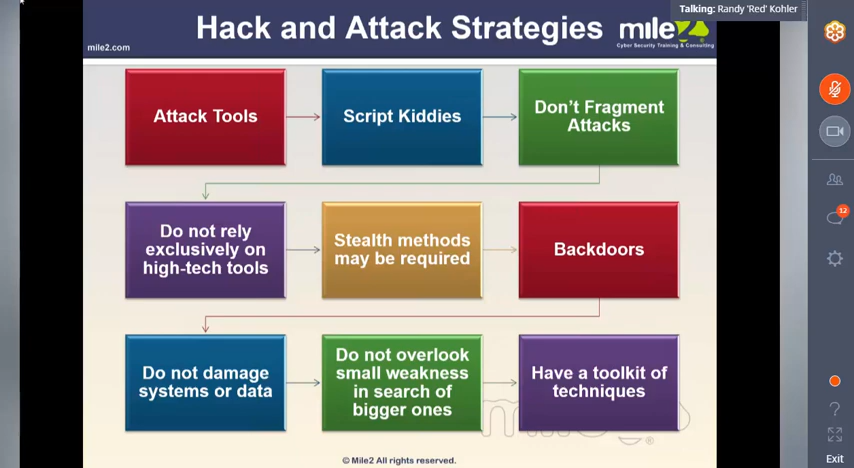 Talking: Randy 'Red' Kohler
Hack and Attack Strategies
mile2
Cyber Security Training & Consulting
mile2.com
Attack Tools
Script Kiddies
Don't Fragment
Attacks
Do not rely
exclusively on
high-tech tools
Stealth methods
may be required
Backdoors
Do not damage
systems or data
Do not overlook
small weakness
in search of
bigger ones
Have a toolkit of
techniques
mile2
®
© Mile2 All rights reserved.
12
?
Exit